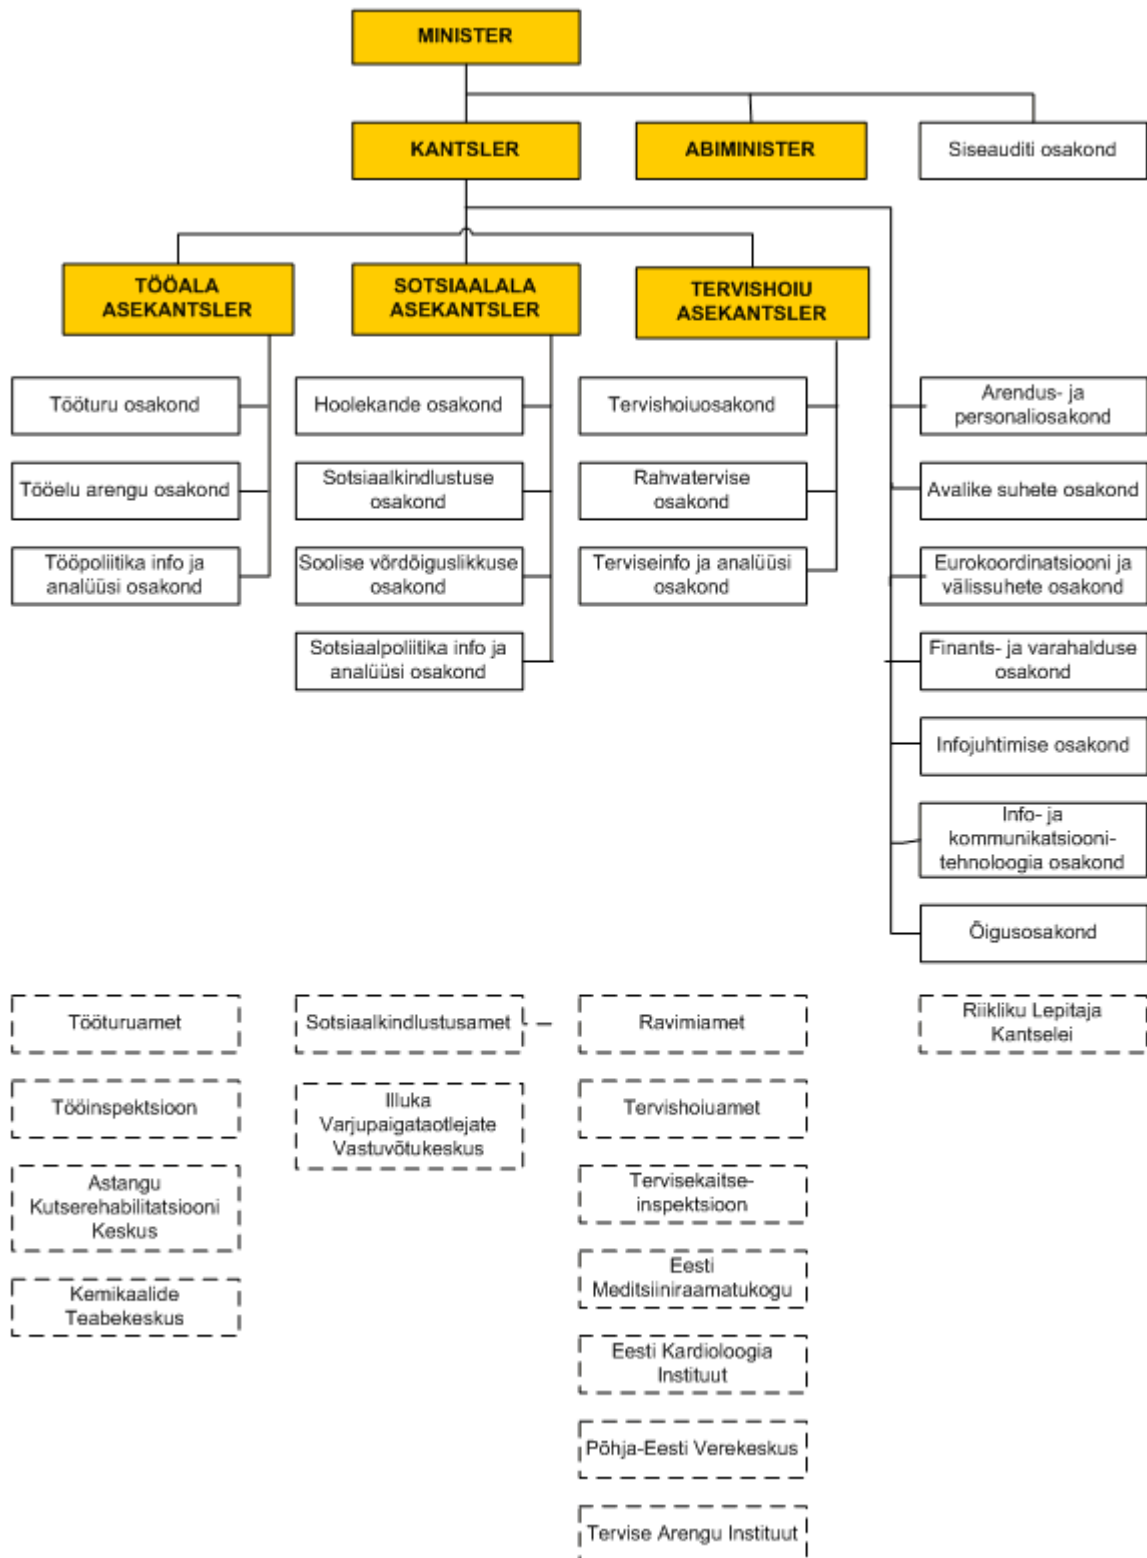 MINISTER
KANTSLER
ABIMINISTER
Siseauditi osakond
TÖÖALA
ASEKANTSLER
SOTSIAALALA
ASEKANTSLER
TERVISHOIU
ASEKANTSLER
Tööturu osakond
Hoolekande osakond
Tervishoiuosakond
Arendus- ja
personaliosakond
Tööelu arengu osakond
Sotsiaalkindlustuse
osakond
Rahvatervise
osakond
Avalike suhete osakond
Tööpoliitika info ja
analüüsi osakond
Soolise võrdõiguslikkuse
osakond
Terviseinfo ja analüüsi
osakond
Eurokoordinatsiooni ja
välissuhete osakond
Sotsiaalpoliitika info ja
analüüsi osakond
Finants- ja varahalduse
osakond
Infojuhtimise osakond
Info- ja
kommunikatsiooni-
tehnoloogia osakond
Õigusosakond
Tööturuamet
Sotsiaalkindlustusamet
Ravimiamet
Riikliku Lepitaja
Kantselei
Tööinspektsioon
Illuka
Varjupaigataotlejate
Vastuvõtukeskus
Tervishoiuamet
Astangu
Kutserehabilitatsiooni
Keskus
Tervisekaitse-
inspektsioon
Kemikaalide
Teabekeskus
Eesti
Meditsiiniraamatukogu
Eesti Kardioloogia
Instituut
Põhja-Eesti Verekeskus
Tervise Arengu Instituut